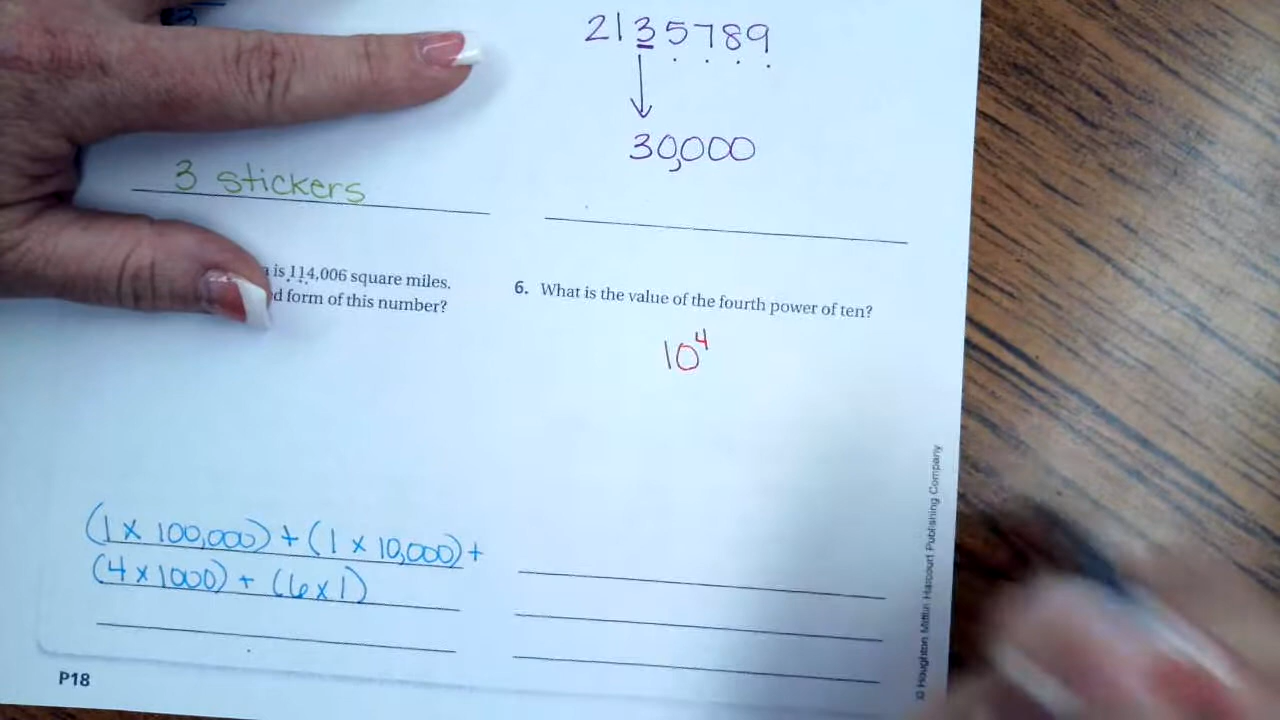 2135789
30,000
3 stickers
is 114,006 square miles.
d form of this number?
(1 x 100,000) + (1 x 10,000) +
(4 x 1000) + (6 x 1)
6. What is the value of the fourth power of ten?
10⁴
P18
© Houghton Mifflin Harcourt Publishing Company